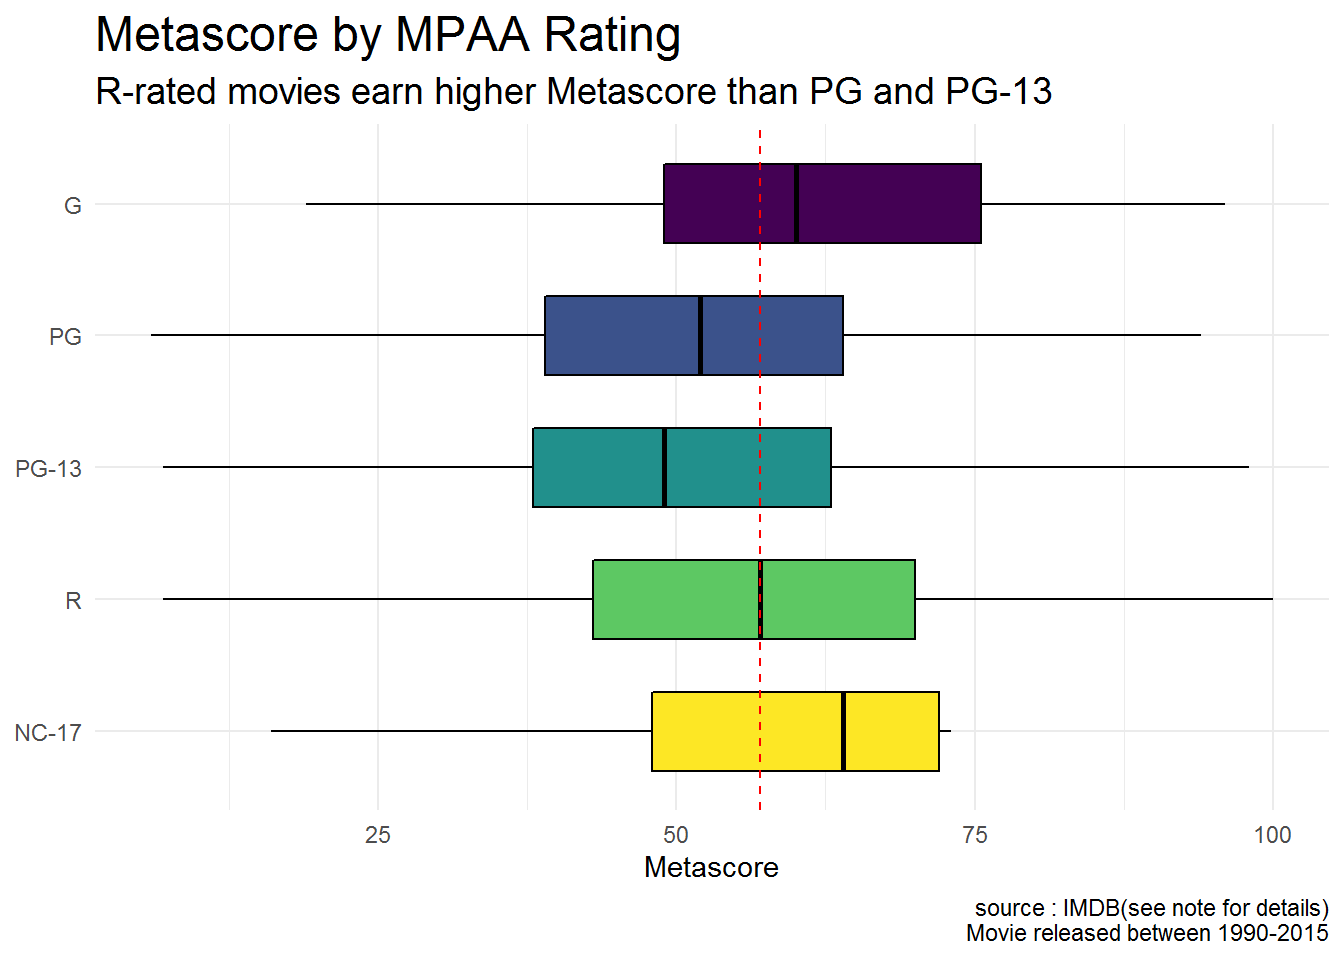 Metascore by MPAA Rating
R-rated movies earn higher Metascore than PG and PG-13
G
PG
PG-13
R
NC-17
25 50 75 100
Metascore
source : IMDB(see note for details)
Movie released between 1990-2015